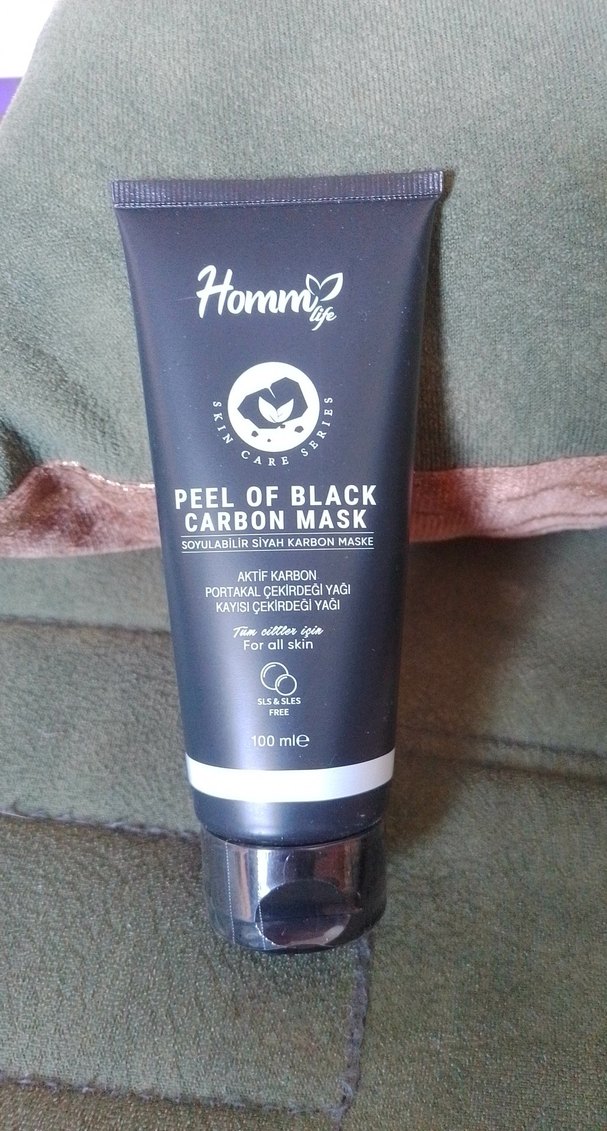 Homm
life
SKIN CARE SERIES
PEEL OF BLACK
CARBON MASK
SOYULABİLİR SİYAH KARBON MASKE
AKTİF KARBON
PORTAKAL ÇEKİRDEĞİ YAĞI
KAYISI ÇEKİRDEĞİ YAĞI
Tüm ciltler için
For all skin
SLS & SLES
FREE
100 ml℮